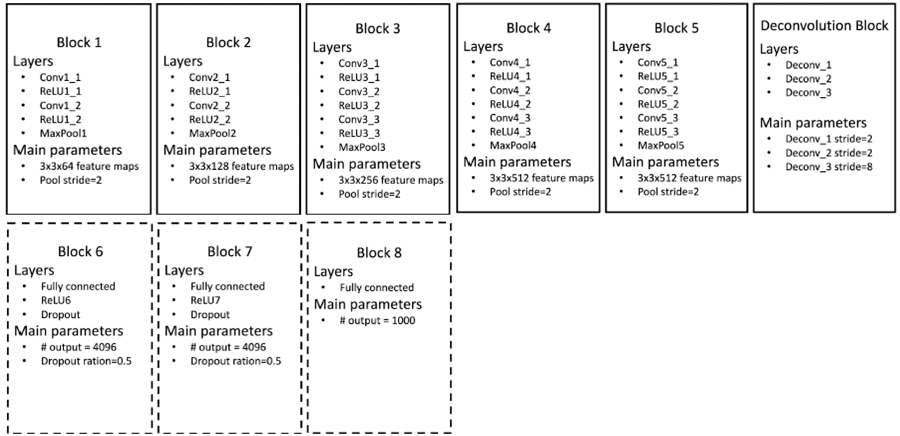 Block 1
Layers
• Conv1_1
• ReLU1_1
• Conv1_2
• ReLU1_2
• MaxPool1
Main parameters
• 3x3x64 feature maps
• Pool stride=2
Block 2
Layers
• Conv2_1
• ReLU2_1
• Conv2_2
• ReLU2_2
• MaxPool2
Main parameters
• 3x3x128 feature maps
• Pool stride=2
Block 3
Layers
• Conv3_1
• ReLU3_1
• Conv3_2
• ReLU3_2
• Conv3_3
• ReLU3_3
• MaxPool3
Main parameters
• 3x3x256 feature maps
• Pool stride=2
Block 4
Layers
• Conv4_1
• ReLU4_1
• Conv4_2
• ReLU4_2
• Conv4_3
• ReLU4_3
• MaxPool4
Main parameters
• 3x3x512 feature maps
• Pool stride=2
Block 5
Layers
• Conv5_1
• ReLU5_1
• Conv5_2
• ReLU5_2
• Conv5_3
• ReLU5_3
• MaxPool5
Main parameters
• 3x3x512 feature maps
• Pool stride=2
Deconvolution Block
Layers
• Deconv_1
• Deconv_2
• Deconv_3
Main parameters
• Deconv_1 stride=2
• Deconv_2 stride=2
• Deconv_3 stride=8
Block 6
Layers
• Fully connected
• ReLU6
• Dropout
Main parameters
• # output = 4096
• Dropout ration=0.5
Block 7
Layers
• Fully connected
• ReLU7
• Dropout
Main parameters
• # output = 4096
• Dropout ration=0.5
Block 8
Layers
• Fully connected
Main parameters
• # output = 1000